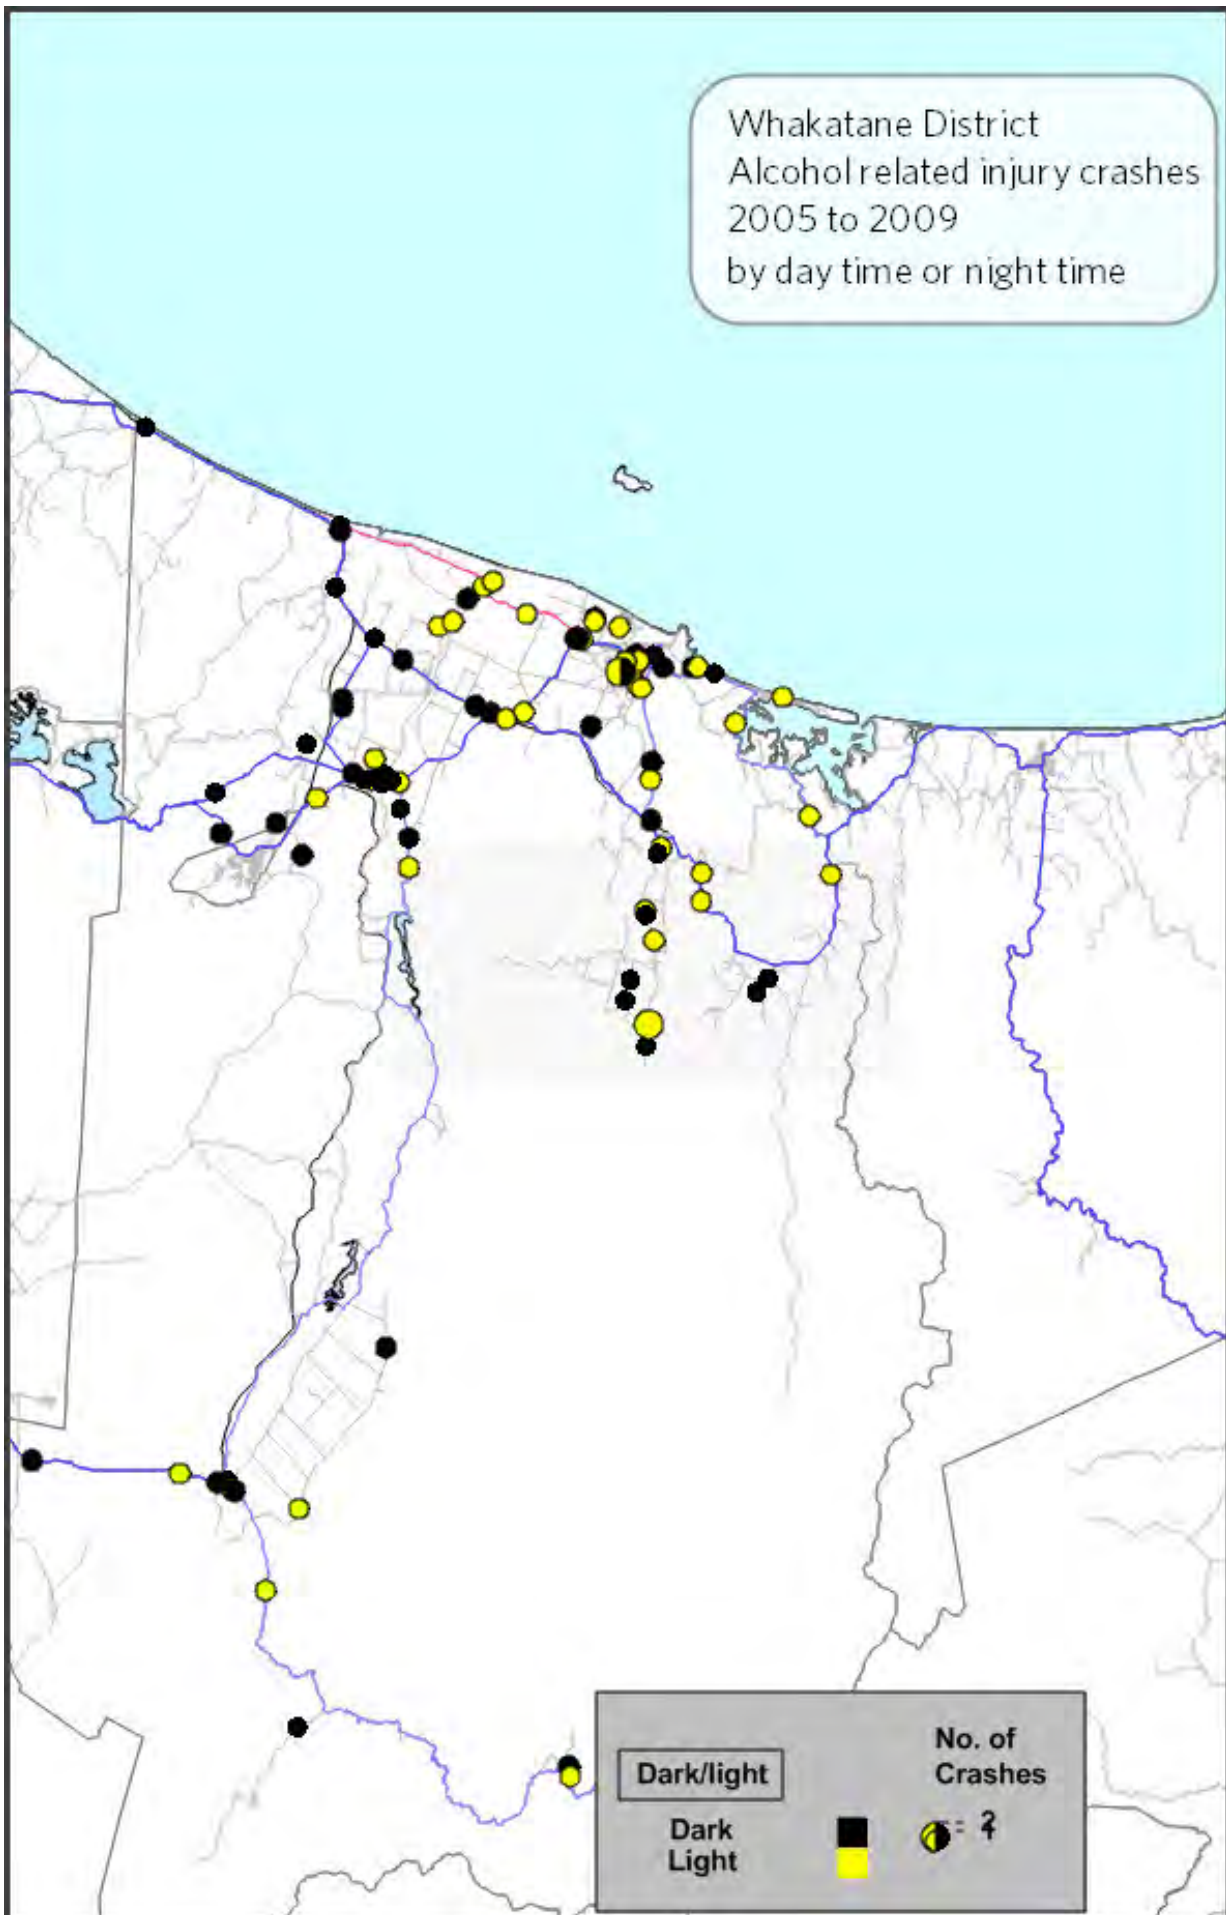 Whakatane District
Alcohol related injury crashes
2005 to 2009
by day time or night time
No. of
Crashes
Dark/light
Dark
Light